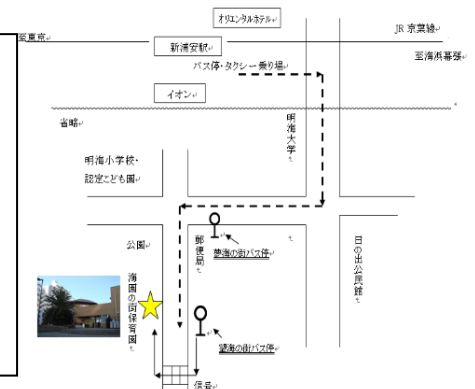 オリエンタルホテル
JR 京葉線
至東京
新浦安駅
至海浜幕張
バス停・タクシー乗り場
イオン
省略
明海大学
明海小学校・
認定こども園
公園
郵便局
夢海の街バス停
日の出公民館
海園の街保育園
望海の街バス停
信号